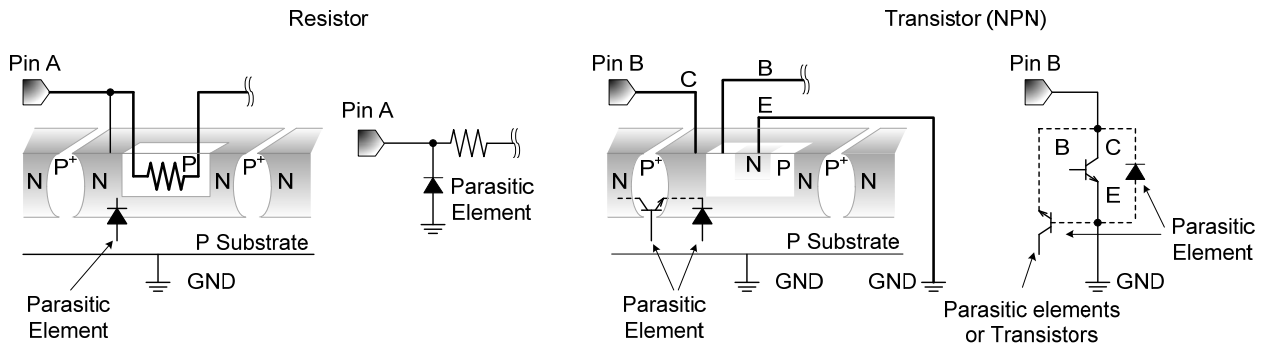 Resistor
Transistor (NPN)
Pin A
Pin A
N
P+
N
P
N
P+
N
Parasitic
Element
P Substrate
GND
Parasitic
Element
Pin B
C
B
E
N
P+
N
N
P
N
P+
N
P Substrate
GND
GND
Parasitic
Element
Pin B
B
C
E
Parasitic
Element
GND
Parasitic elements
or Transistors